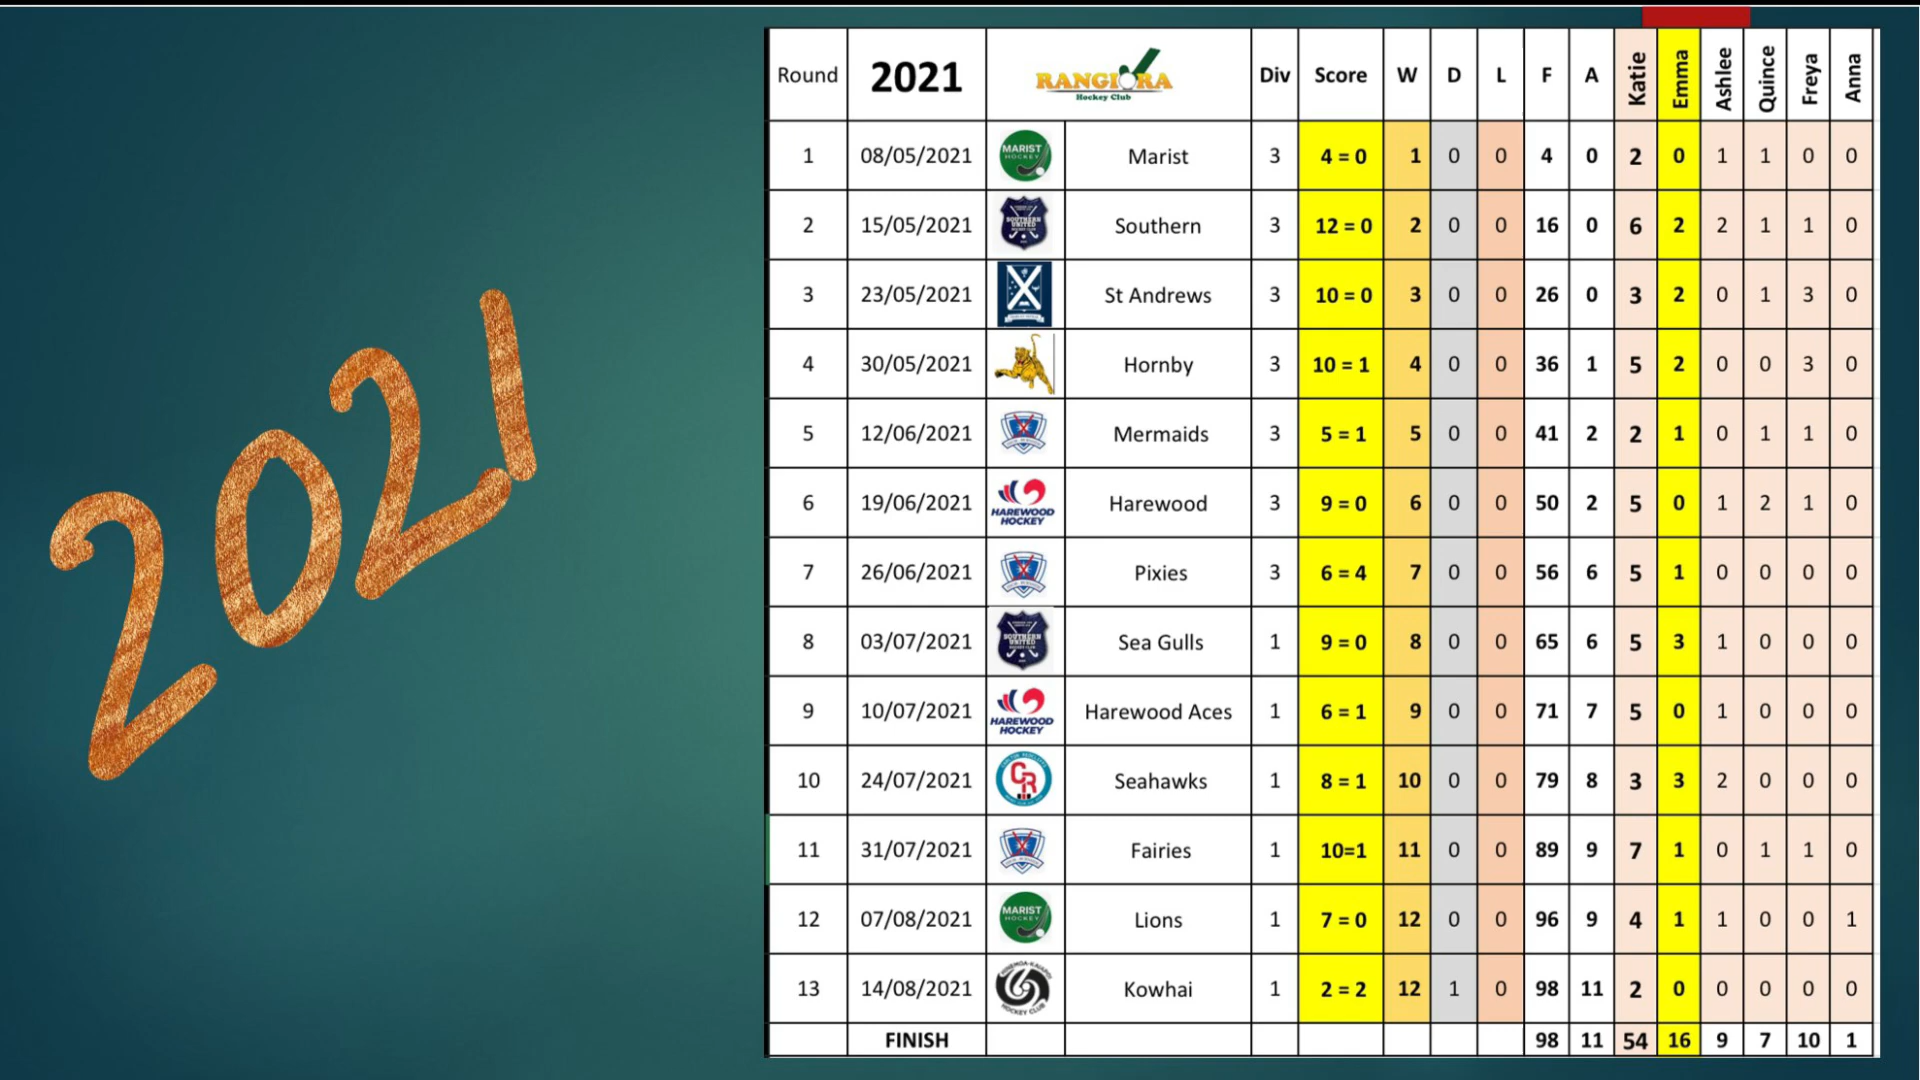 2021
Round 2021 RANGIORA Hockey Club Div Score W D L F A Katie Emma Ashlee Quince Freya Anna
1 08/05/2021 MARIST HOCKEY Marist 3 4 = 0 1 0 0 4 0 2 0 1 1 0 0
2 15/05/2021 SOUTHERN UNITED Southern 3 12 = 0 2 0 0 16 0 6 2 2 1 1 0
3 23/05/2021 St Andrews 3 10 = 0 3 0 0 26 0 3 2 0 1 3 0
4 30/05/2021 Hornby 3 10 = 1 4 0 0 36 1 5 2 0 0 3 0
5 12/06/2021 Mermaids 3 5 = 1 5 0 0 41 2 2 1 0 1 1 0
6 19/06/2021 HAREWOOD HOCKEY Harewood 3 9 = 0 6 0 0 50 2 5 0 1 2 1 0
7 26/06/2021 Pixies 3 6 = 4 7 0 0 56 6 5 1 0 0 0 0
8 03/07/2021 SOUTHERN UNITED Sea Gulls 1 9 = 0 8 0 0 65 6 5 3 1 0 0 0
9 10/07/2021 HAREWOOD HOCKEY Harewood Aces 1 6 = 1 9 0 0 71 7 5 0 1 0 0 0
10 24/07/2021 CR Seahawks 1 8 = 1 10 0 0 79 8 3 3 2 0 0 0
11 31/07/2021 Fairies 1 10=1 11 0 0 89 9 7 1 0 1 1 0
12 07/08/2021 MARIST HOCKEY Lions 1 7 = 0 12 0 0 96 9 4 1 1 0 0 1
13 14/08/2021 HOCKEY CLUB Kowhai 1 2 = 2 12 1 0 98 11 2 0 0 0 0 0
FINISH 98 11 54 16 9 7 10 1